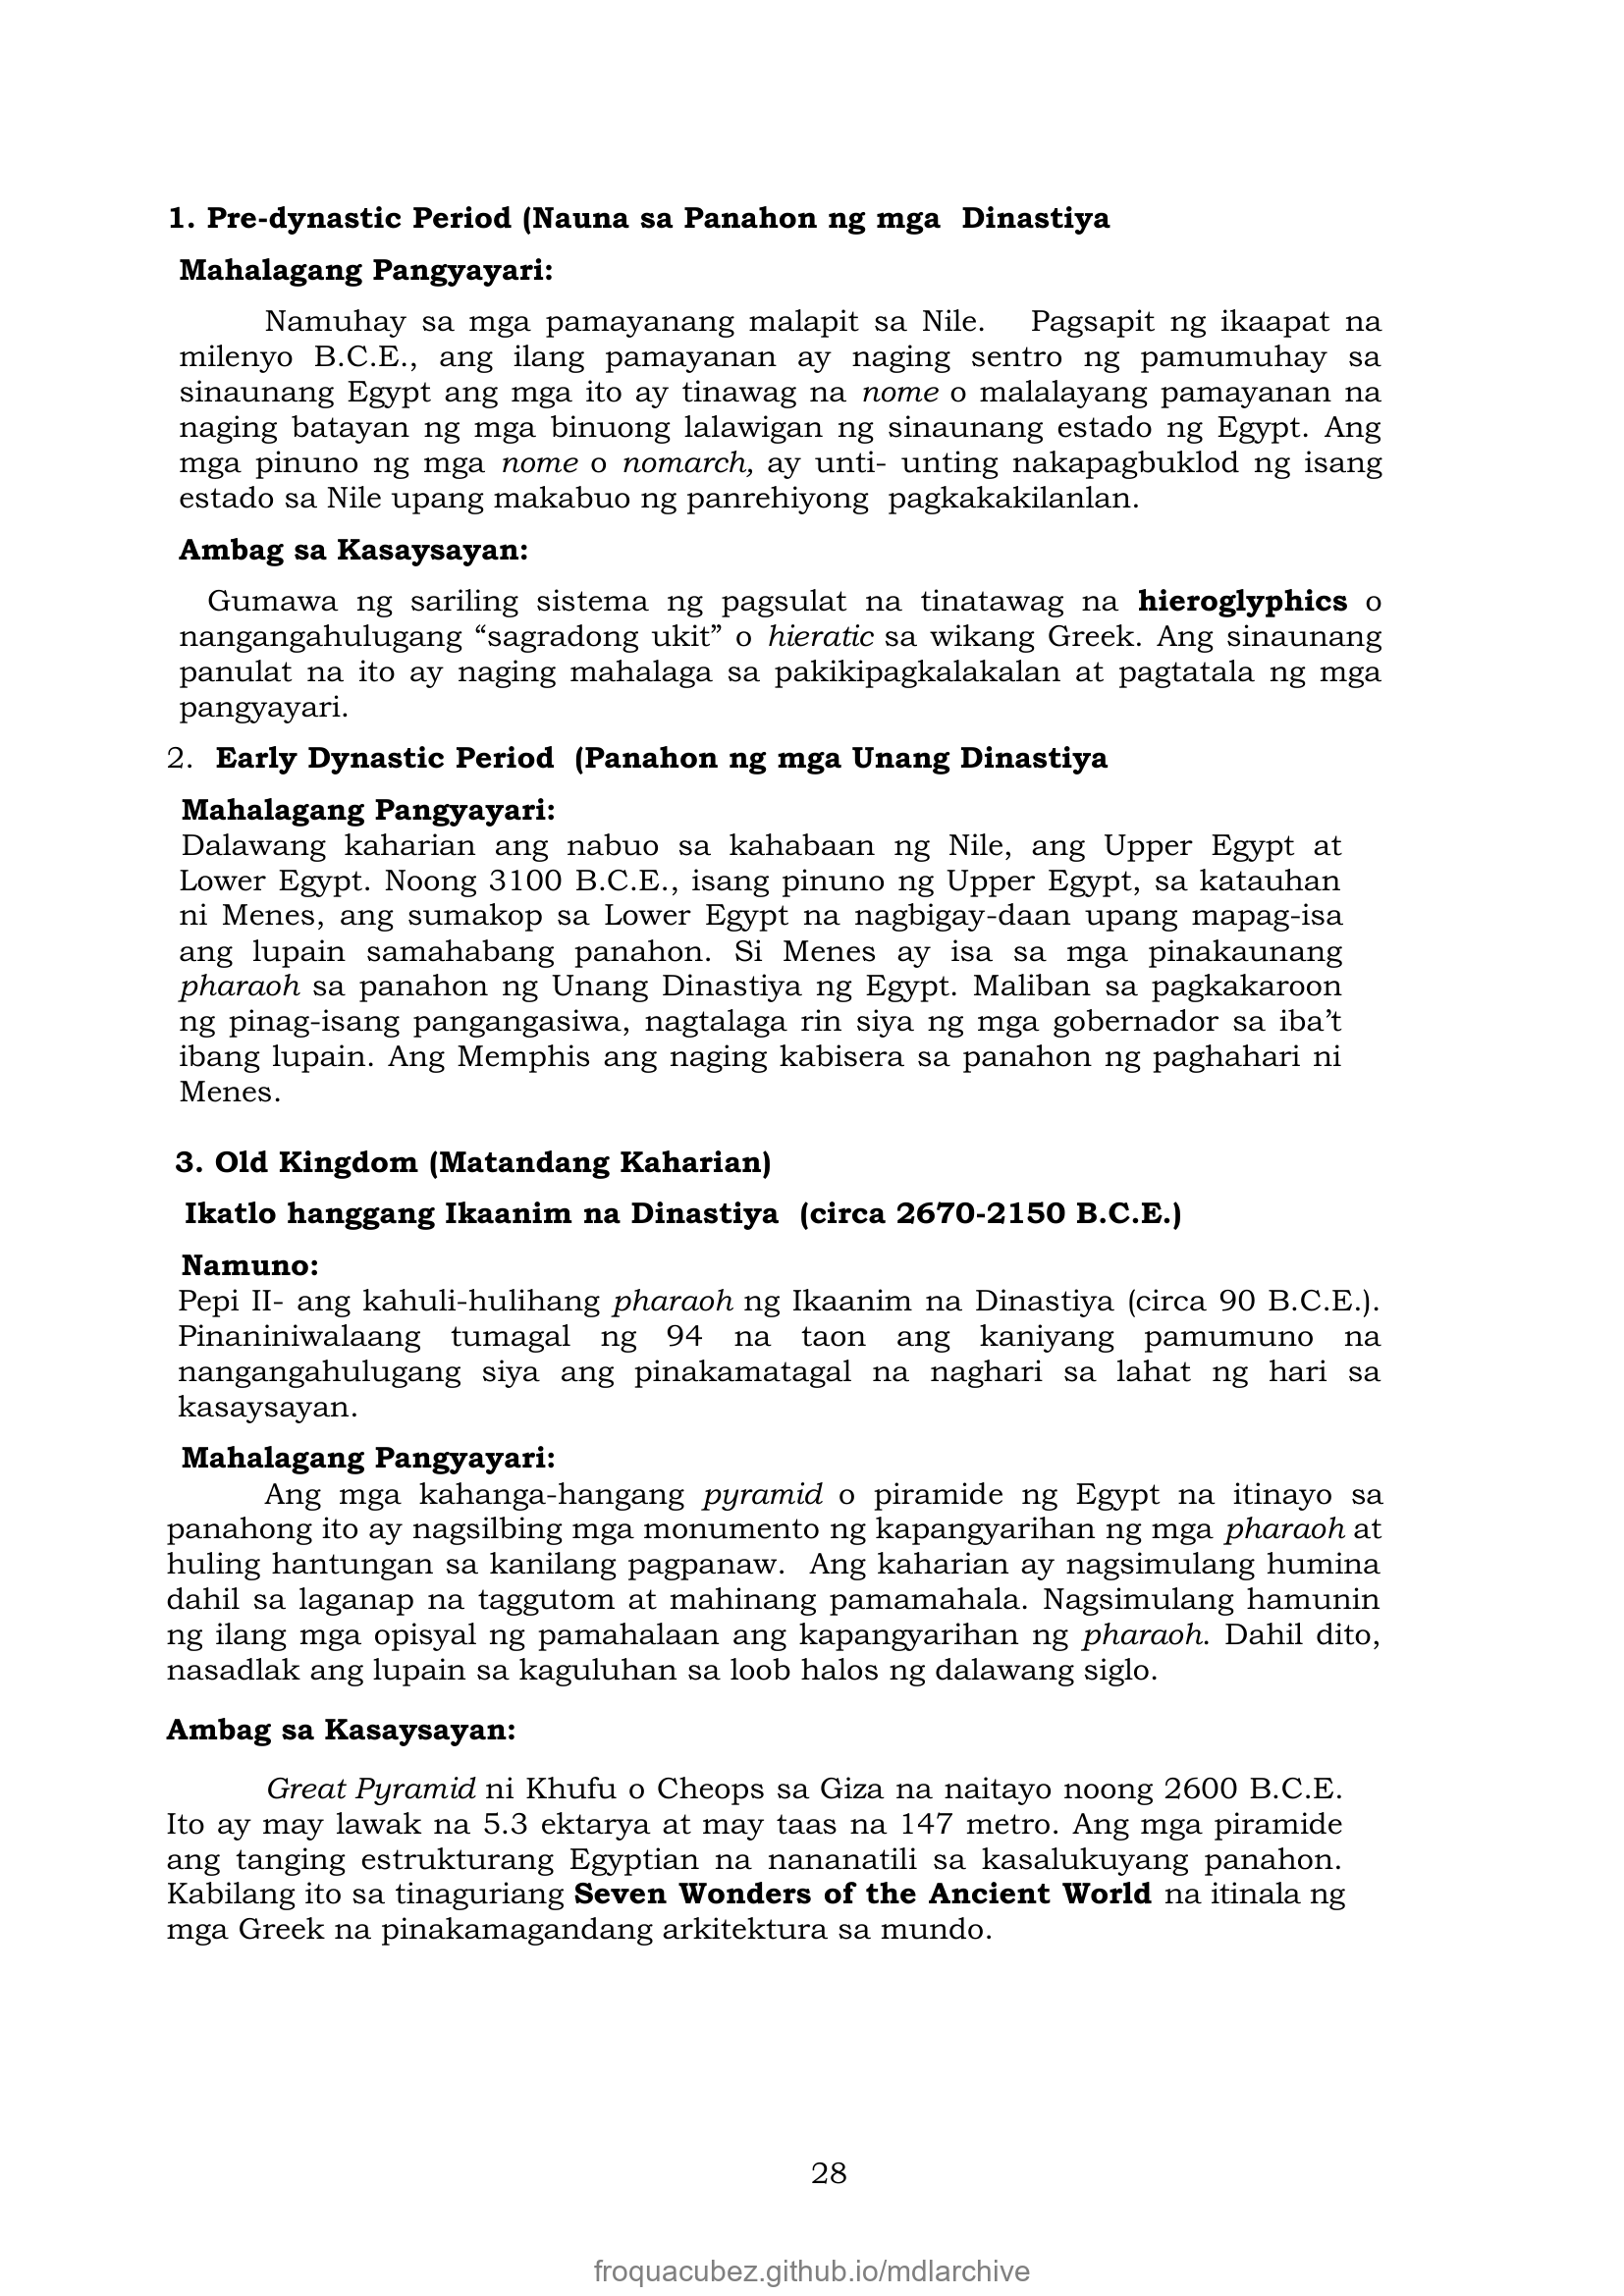 1. Pre-dynastic Period (Nauna sa Panahon ng mga  Dinastiya
Mahalagang Pangyayari:
Namuhay sa mga pamayanang malapit sa Nile.   Pagsapit ng ikaapat na
milenyo B.C.E., ang ilang pamayanan ay naging sentro ng pamumuhay sa
sinaunang Egypt ang mga ito ay tinawag na nome o malalayang pamayanan na
naging batayan ng mga binuong lalawigan ng sinaunang estado ng Egypt. Ang
mga pinuno ng mga nome o nomarch, ay unti- unting nakapagbuklod ng isang
estado sa Nile upang makabuo ng panrehiyong  pagkakakilanlan.
Ambag sa Kasaysayan:
Gumawa ng sariling sistema ng pagsulat na tinatawag na hieroglyphics o
nangangahulugang “sagradong ukit” o hieratic sa wikang Greek. Ang sinaunang
panulat na ito ay naging mahalaga sa pakikipagkalakalan at pagtatala ng mga
pangyayari.
2.  Early Dynastic Period  (Panahon ng mga Unang Dinastiya
Mahalagang Pangyayari:
Dalawang kaharian ang nabuo sa kahabaan ng Nile, ang Upper Egypt at
Lower Egypt. Noong 3100 B.C.E., isang pinuno ng Upper Egypt, sa katauhan
ni Menes, ang sumakop sa Lower Egypt na nagbigay-daan upang mapag-isa
ang lupain samahabang panahon. Si Menes ay isa sa mga pinakaunang
pharaoh sa panahon ng Unang Dinastiya ng Egypt. Maliban sa pagkakaroon
ng pinag-isang pangangasiwa, nagtalaga rin siya ng mga gobernador sa iba’t
ibang lupain. Ang Memphis ang naging kabisera sa panahon ng paghahari ni
Menes.
3. Old Kingdom (Matandang Kaharian)
Ikatlo hanggang Ikaanim na Dinastiya  (circa 2670-2150 B.C.E.)
Namuno:
Pepi II- ang kahuli-hulihang pharaoh ng Ikaanim na Dinastiya (circa 90 B.C.E.).
Pinaniniwalaang tumagal ng 94 na taon ang kaniyang pamumuno na
nangangahulugang siya ang pinakamatagal na naghari sa lahat ng hari sa
kasaysayan.
Mahalagang Pangyayari:
Ang mga kahanga-hangang pyramid o piramide ng Egypt na itinayo sa
panahong ito ay nagsilbing mga monumento ng kapangyarihan ng mga pharaoh at
huling hantungan sa kanilang pagpanaw.  Ang kaharian ay nagsimulang humina
dahil sa laganap na taggutom at mahinang pamamahala. Nagsimulang hamunin
ng ilang mga opisyal ng pamahalaan ang kapangyarihan ng pharaoh. Dahil dito,
nasadlak ang lupain sa kaguluhan sa loob halos ng dalawang siglo.
Ambag sa Kasaysayan:
Great Pyramid ni Khufu o Cheops sa Giza na naitayo noong 2600 B.C.E.
Ito ay may lawak na 5.3 ektarya at may taas na 147 metro. Ang mga piramide
ang tanging estrukturang Egyptian na nananatili sa kasalukuyang panahon.
Kabilang ito sa tinaguriang Seven Wonders of the Ancient World na itinala ng
mga Greek na pinakamagandang arkitektura sa mundo.
28
froquacubez.github.io/mdlarchive